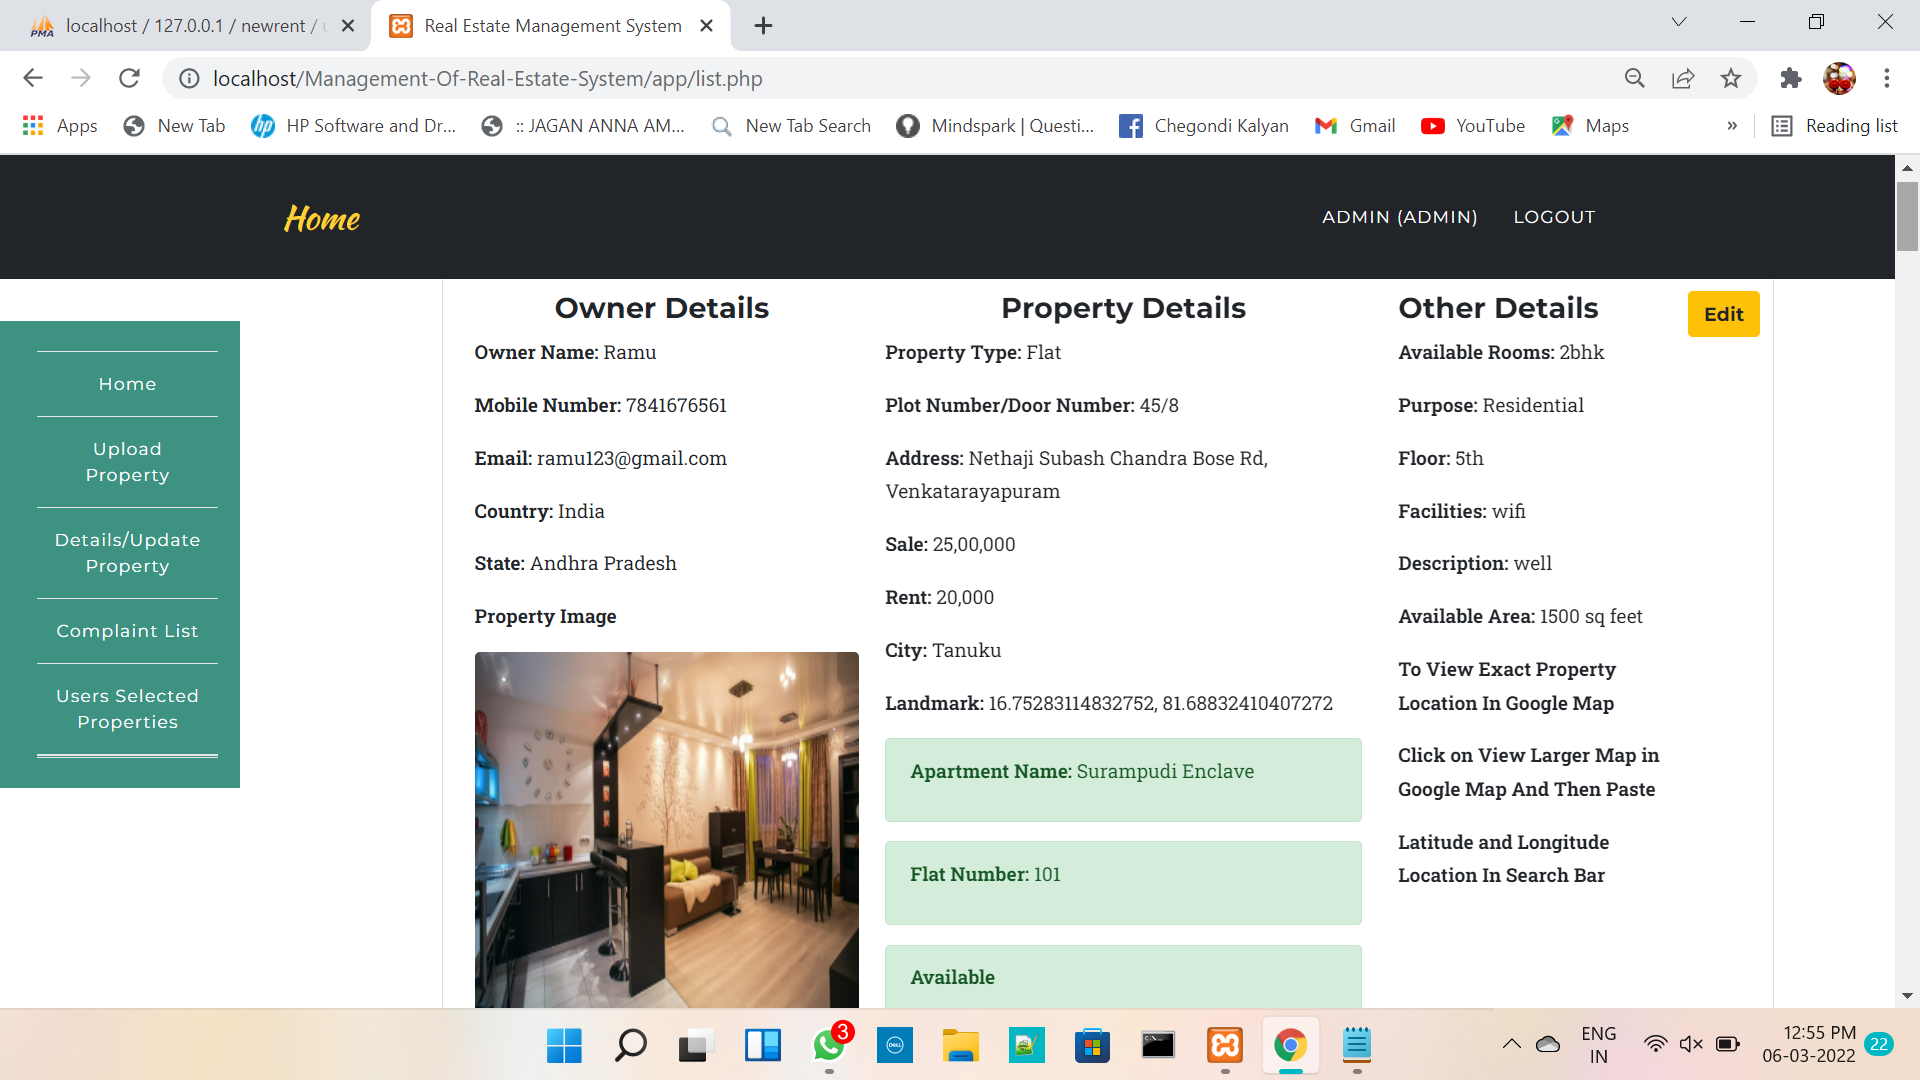 localhost / 127.0.0.1 / newrent /
Real Estate Management System
localhost/Management-Of-Real-Estate-System/app/list.php
Apps
New Tab
HP Software and Dr...
:: JAGAN ANNA AM...
New Tab Search
Mindspark | Questi...
Chegondi Kalyan
Gmail
YouTube
Maps
»
Reading list
Home
ADMIN (ADMIN)
LOGOUT
Home
Upload
Property
Details/Update
Property
Complaint List
Users Selected
Properties
Owner Details
Owner Name: Ramu
Mobile Number: 7841676561
Email: ramu123@gmail.com
Country: India
State: Andhra Pradesh
Property Image
Property Details
Property Type: Flat
Plot Number/Door Number: 45/8
Address: Nethaji Subash Chandra Bose Rd,
Venkatarayapuram
Sale: 25,00,000
Rent: 20,000
City: Tanuku
Landmark: 16.75283114832752, 81.68832410407272
Apartment Name: Surampudi Enclave
Flat Number: 101
Available
Other Details
Edit
Available Rooms: 2bhk
Purpose: Residential
Floor: 5th
Facilities: wifi
Description: well
Available Area: 1500 sq feet
To View Exact Property
Location In Google Map
Click on View Larger Map in
Google Map And Then Paste
Latitude and Longitude
Location In Search Bar
3
ENG
IN
12:55 PM
06-03-2022
22